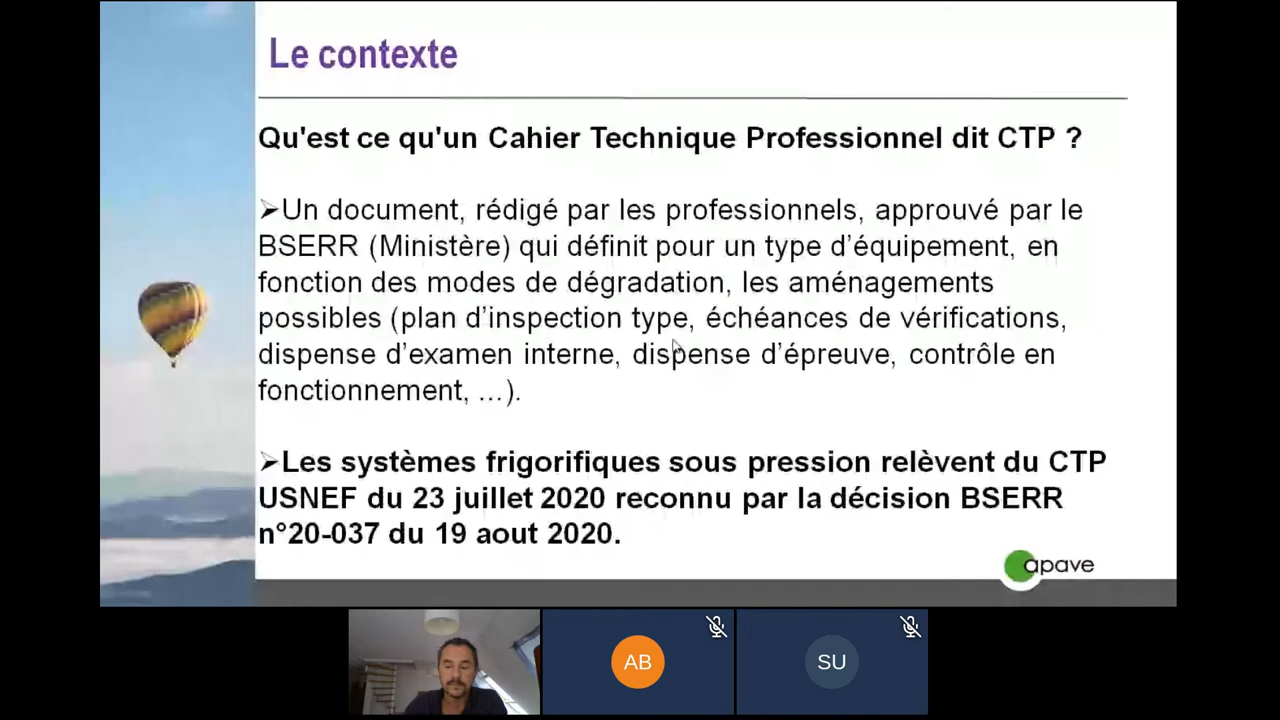 Le contexte
Qu'est ce qu'un Cahier Technique Professionnel dit CTP ?
➢Un document, rédigé par les professionnels, approuvé par le
BSERR (Ministère) qui définit pour un type d’équipement, en
fonction des modes de dégradation, les aménagements
possibles (plan d’inspection type, échéances de vérifications,
dispense d’examen interne, dispense d’épreuve, contrôle en
fonctionnement, ...).
➢Les systèmes frigorifiques sous pression relèvent du CTP
USNEF du 23 juillet 2020 reconnu par la décision BSERR
n°20-037 du 19 aout 2020.
apave
AB
SU